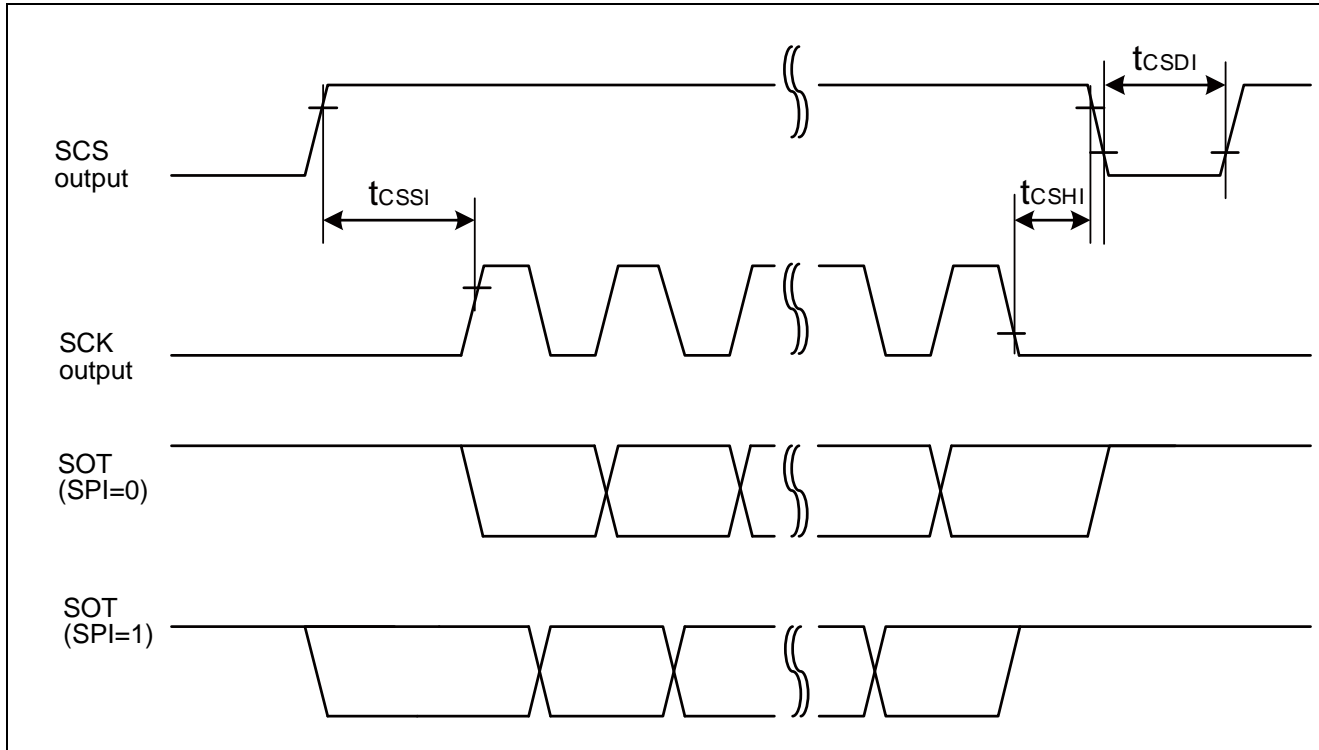 tCSDI
SCS
output
tCSSI
tCSHI
SCK
output
SOT
(SPI=0)
SOT
(SPI=1)